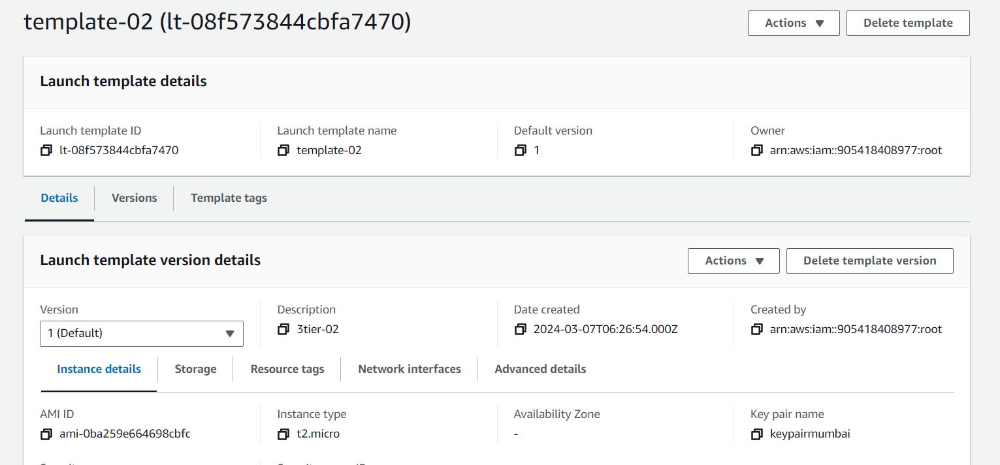 template-02 (lt-08f573844cbfa7470)
Actions
Delete template
Launch template details
Launch template ID
lt-08f573844cbfa7470
Launch template name
template-02
Default version
1
Owner
arn:aws:iam::905418408977:root
Details
Versions
Template tags
Launch template version details
Actions
Delete template version
Version
1 (Default)
Description
3tier-02
Date created
2024-03-07T06:26:54.000Z
Created by
arn:aws:iam::905418408977:root
Instance details
Storage
Resource tags
Network interfaces
Advanced details
AMI ID
ami-0ba259e664698cbfc
Instance type
t2.micro
Availability Zone
-
Key pair name
keypairmumbai